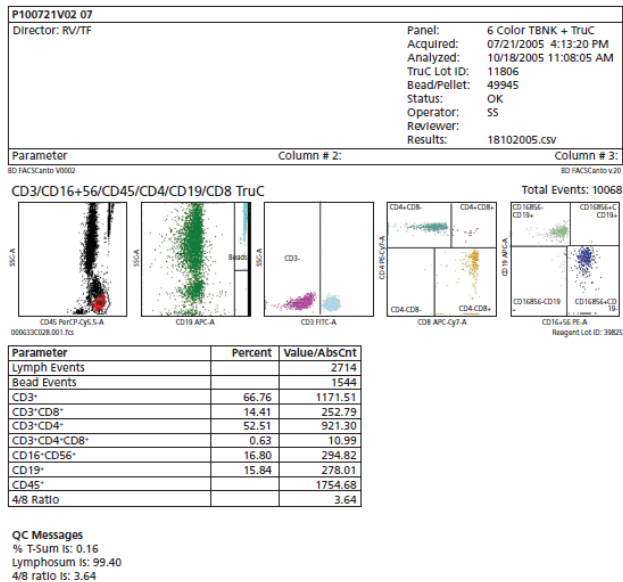 P100721V02 07
Director: RV/TF
Panel: 6 Color TBNK + TruC
Acquired: 07/21/2005 4:13:20 PM
Analyzed: 10/18/2005 11:08:05 AM
TruC Lot ID: 11806
Bead/Pellet: 49945
Status: OK
Operator: SS
Reviewer:
Results: 18102005.csv
Parameter Column # 2: Column # 3:
BD FACSCanto V0002 BD FACSCanto v.20
CD3/CD16+56/CD45/CD4/CD19/CD8 TruC Total Events: 10068
SSC-A
CD45 PerCP-Cy5.5-A
SSC-A
Beads
CD19 APC-A
SSC-A
CD3-
CD3 FITC-A
CD4 PE-Cy7-A
CD4+CD8- CD4+CD8+
CD4-CD8- CD4-CD8+
CD8 APC-Cy7-A
CD19 APC-A
CD16&56- CD19+ CD16&56+C D19+
CD16&56-CD19 CD16&56+CD 19-
CD16+56 PE-A
000633C028.001.fcs Reagent Lot ID: 39825
Parameter Percent Value/AbsCnt
Lymph Events 2714
Bead Events 1544
CD3+ 66.76 1171.51
CD3+CD8+ 14.41 252.79
CD3+CD4+ 52.51 921.30
CD3+CD4+CD8+ 0.63 10.99
CD16+CD56+ 16.80 294.82
CD19+ 15.84 278.01
CD45+ 1754.68
4/8 Ratio 3.64
QC Messages
% T-Sum is: 0.16
Lymphosum is: 99.40
4/8 ratio is: 3.64